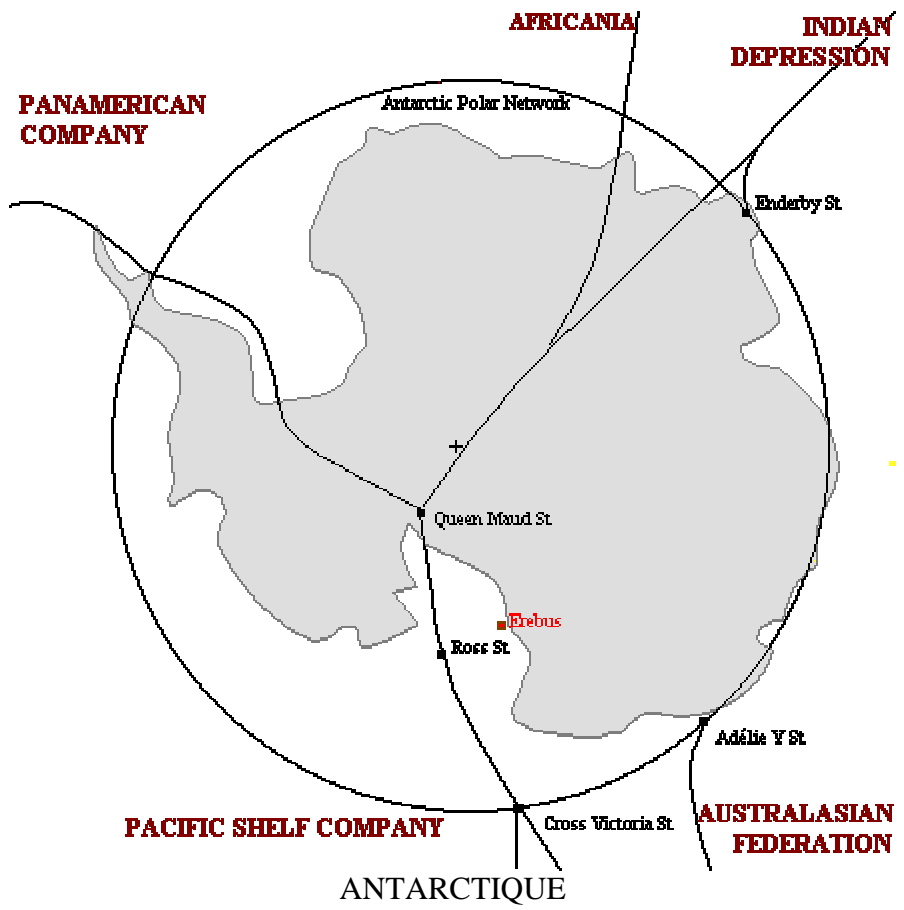 AFRICANIA
INDIAN
DEPRESSION
PANAMERICAN
COMPANY
Antarctic Polar Network
Enderby St
Queen Maud St
Erebus
Ross St
Adélie Y St
Cross Victoria St
PACIFIC SHELF COMPANY
AUSTRALASIAN
FEDERATION
ANTARCTIQUE